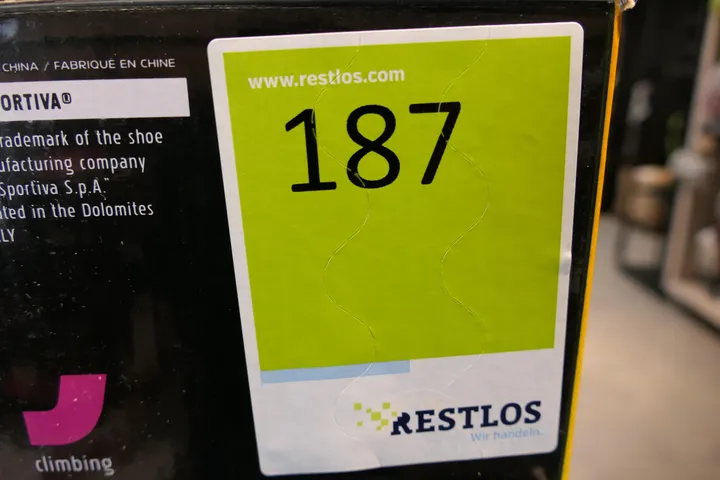 CHINA / FABRIQUÉ EN CHINE
ORTIVA®
rademark of the shoe
ufacturing company
Sportiva S.p.A."
ated in the Dolomites
LY
climbing
www.restlos.com
187
RESTLOS
Wir handeln.